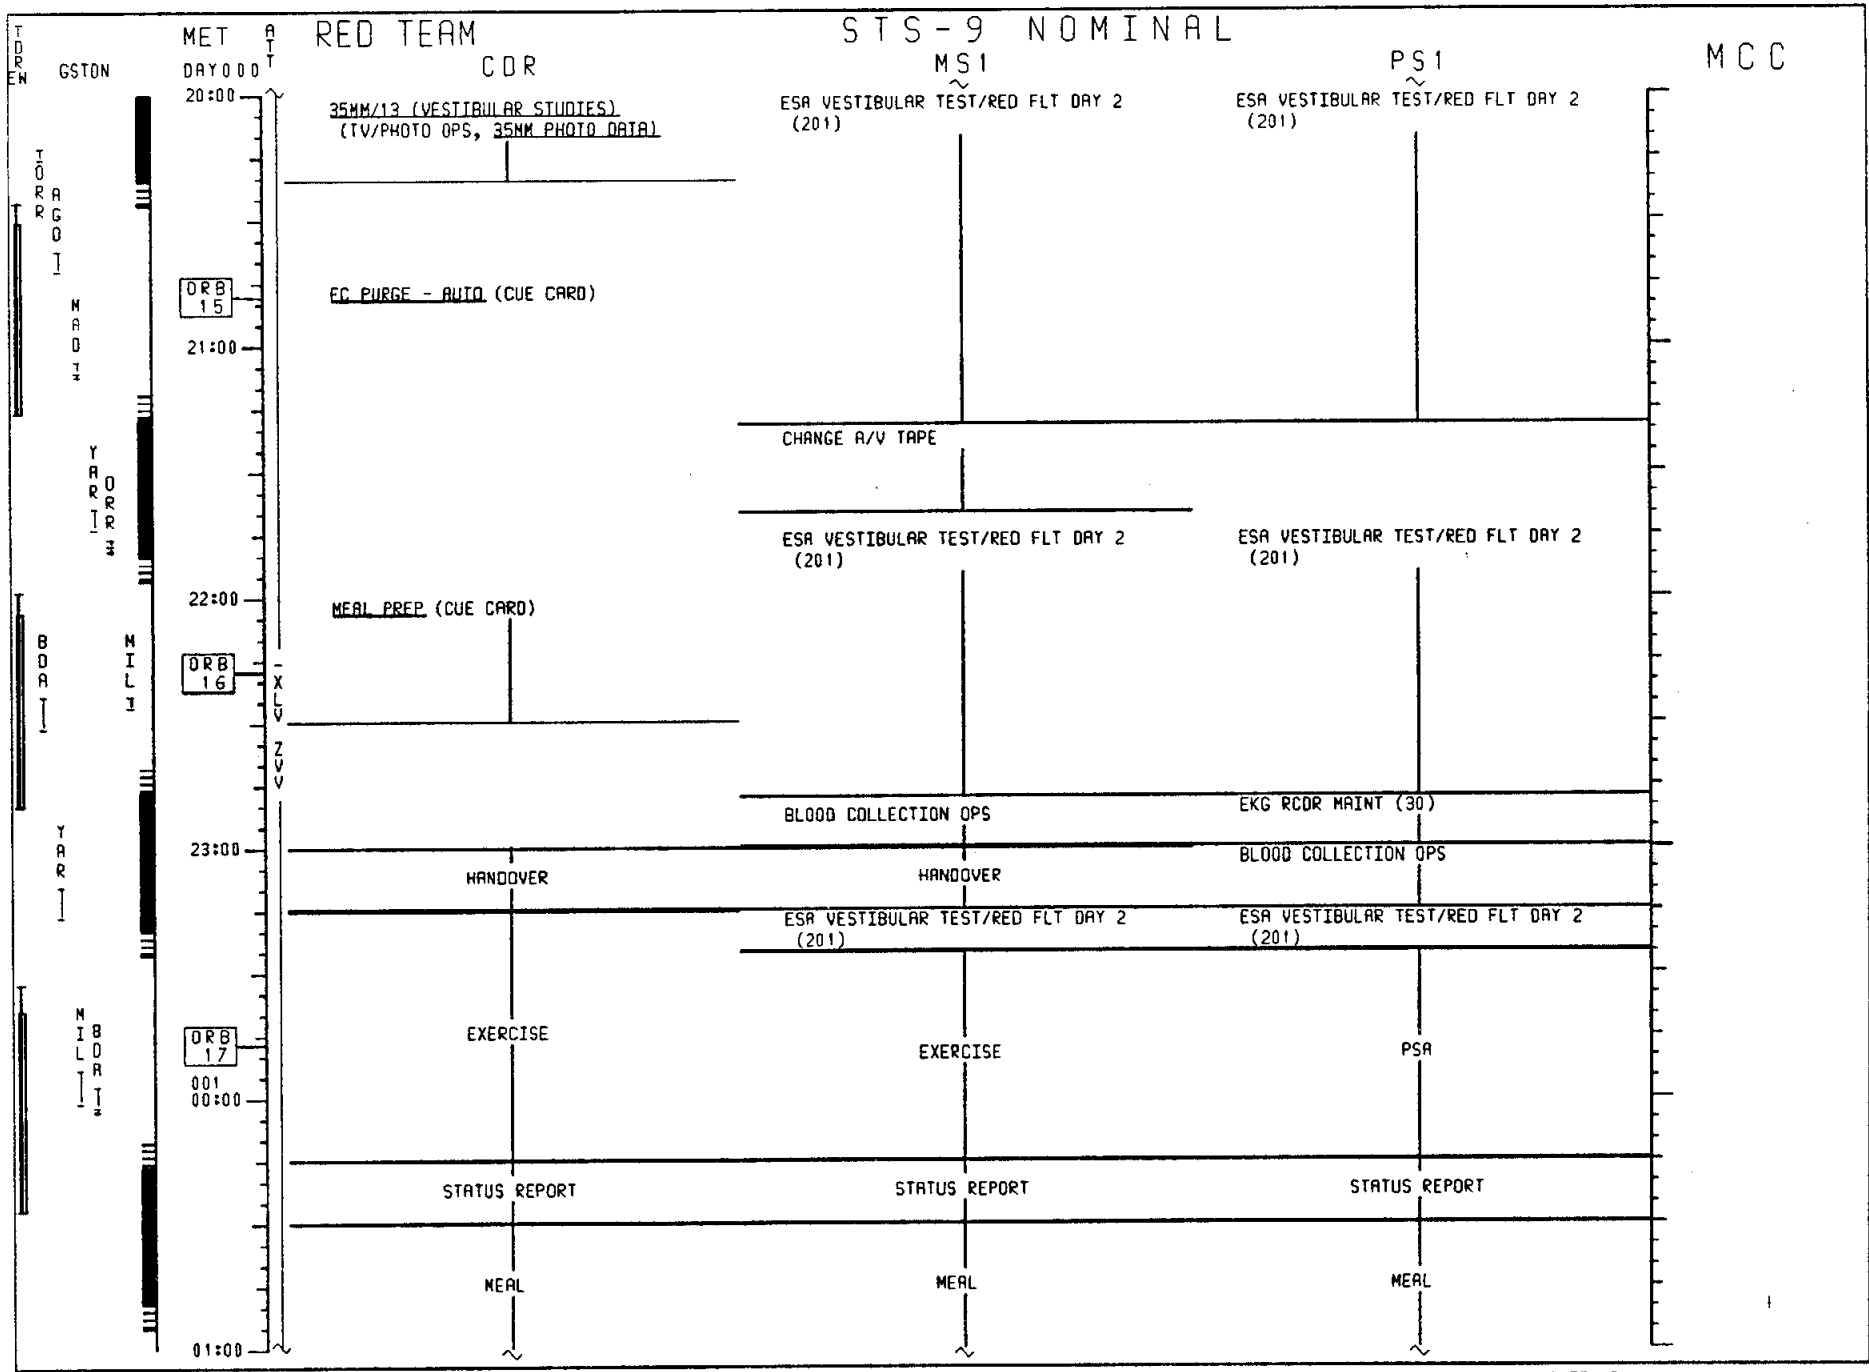 TDRE W
GSTDN
MET
DAY000
ATT
RED TEAM
STS-9 NOMINAL
CDR
MS1
PS1
MCC
20:00
35MM/13 (VESTIBULAR STUDIES)
(TV/PHOTO OPS, 35MM PHOTO DATA)
ESA VESTIBULAR TEST/RED FLT DAY 2
(201)
ESA VESTIBULAR TEST/RED FLT DAY 2
(201)
ORR
AGO
ORB
15
FC PURGE - AUTO (CUE CARD)
MAD
21:00
CHANGE A/V TAPE
YAR
ORR
ESA VESTIBULAR TEST/RED FLT DAY 2
(201)
ESA VESTIBULAR TEST/RED FLT DAY 2
(201)
22:00
MEAL PREP (CUE CARD)
BDA
MIL
ORB
16
-XLV ZVV
BLOOD COLLECTION OPS
EKG RCDR MAINT (30)
YAR
23:00
HANDOVER
HANDOVER
BLOOD COLLECTION OPS
ESA VESTIBULAR TEST/RED FLT DAY 2
(201)
ESA VESTIBULAR TEST/RED FLT DAY 2
(201)
MIL
BDA
ORB
17
EXERCISE
EXERCISE
PSA
001
00:00
STATUS REPORT
STATUS REPORT
STATUS REPORT
MEAL
MEAL
MEAL
01:00